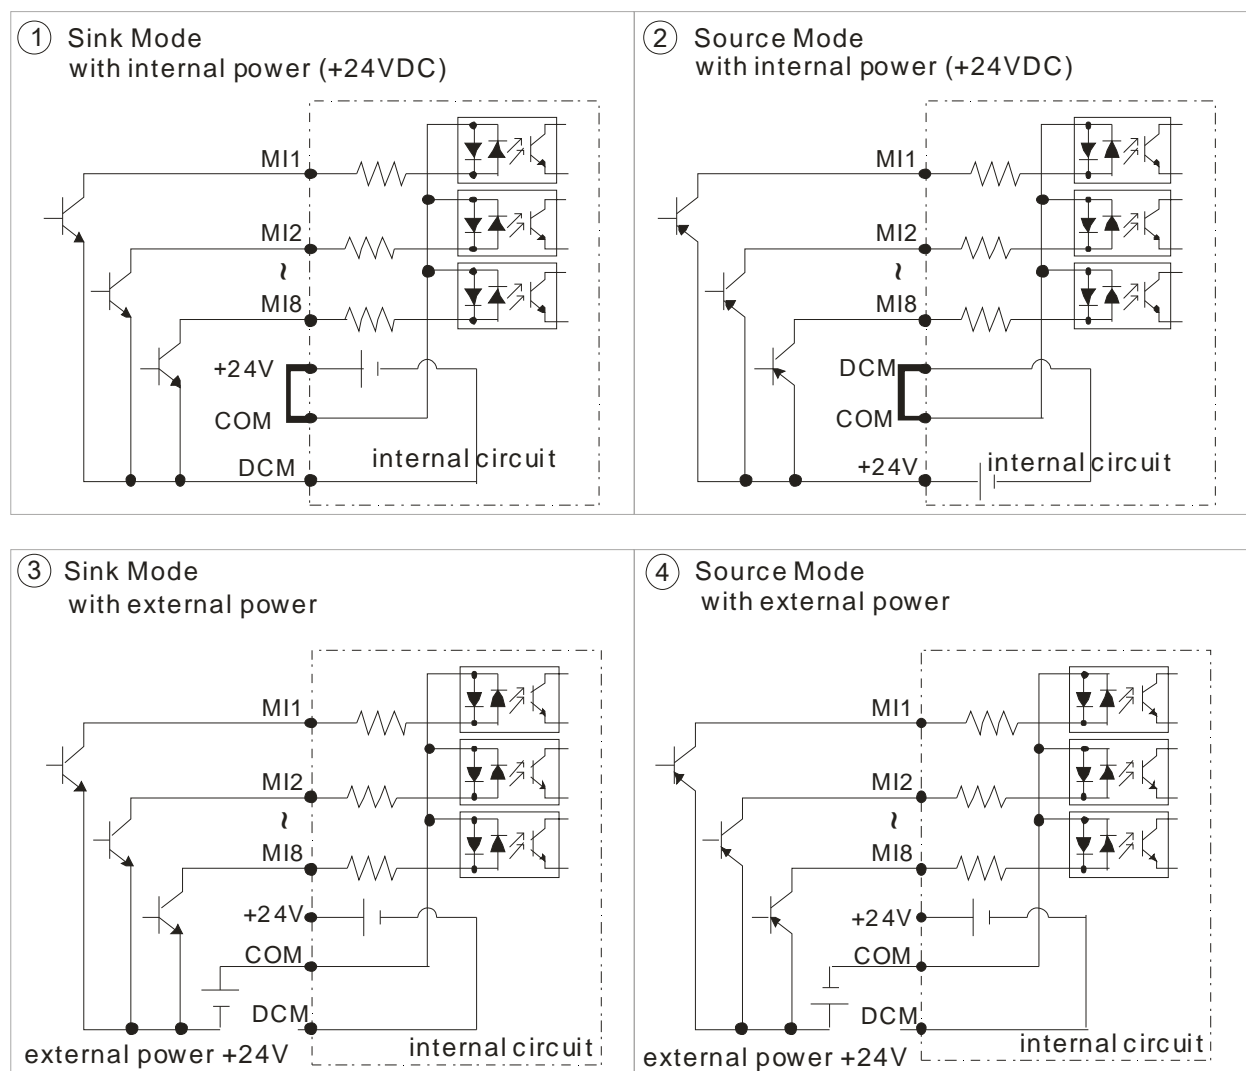 1 Sink Mode
with internal power (+24VDC)
MI1
MI2
~
MI8
+24V
COM
DCM
internal circuit
2 Source Mode
with internal power (+24VDC)
MI1
MI2
~
MI8
DCM
COM
+24V
internal circuit
3 Sink Mode
with external power
MI1
MI2
~
MI8
+24V
COM
DCM
external power +24V
internal circuit
4 Source Mode
with external power
MI1
MI2
~
MI8
+24V
COM
DCM
external power +24V
internal circuit